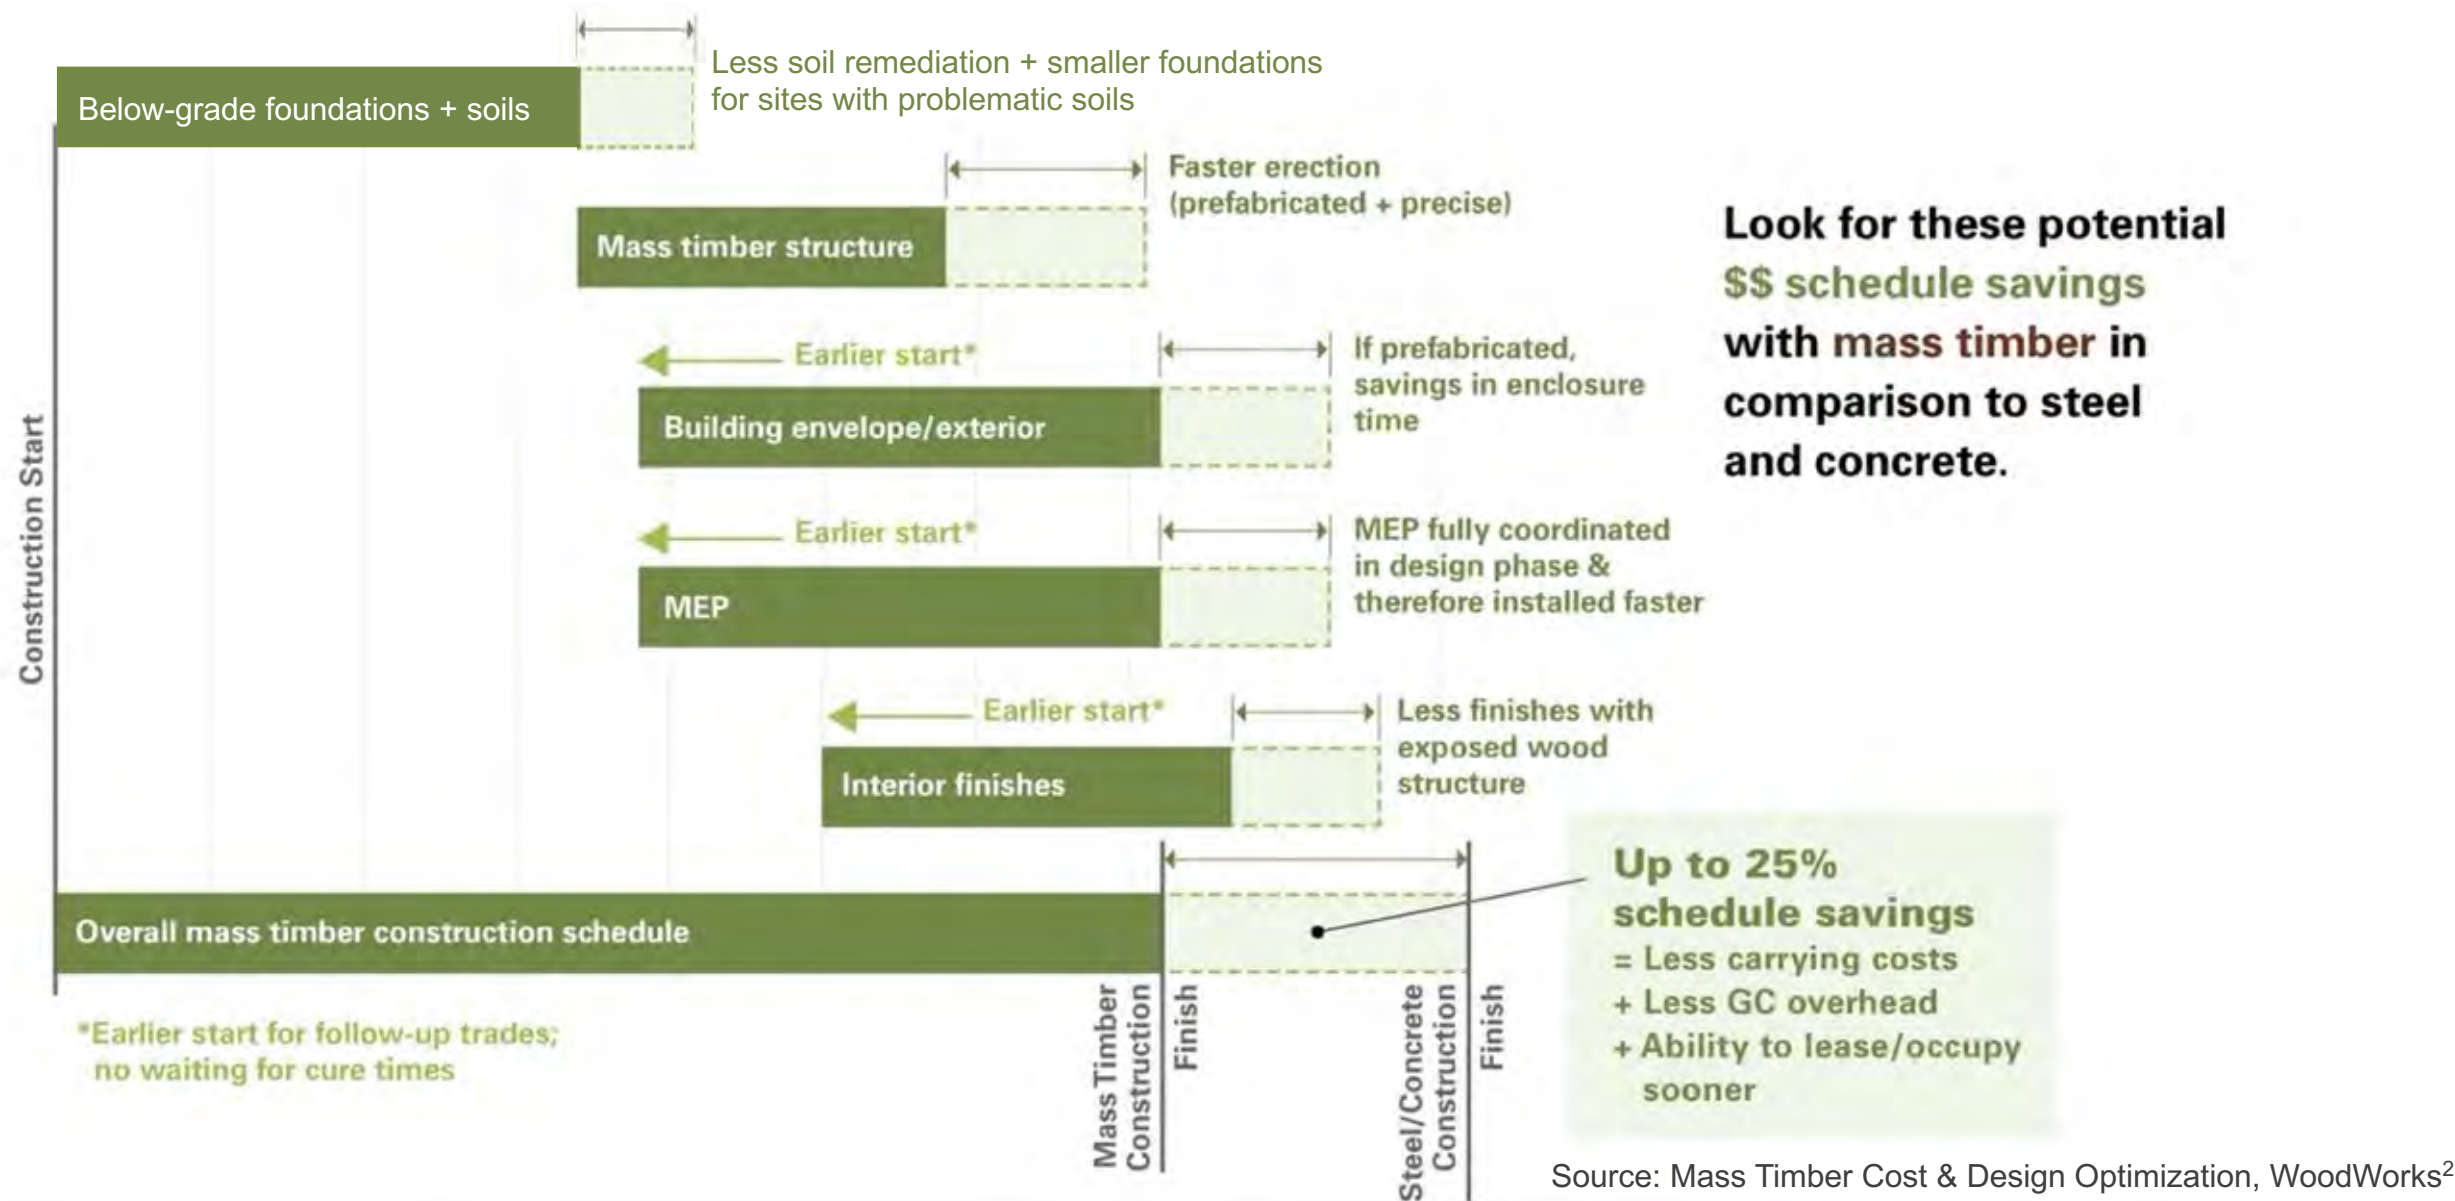 Less soil remediation + smaller foundations
for sites with problematic soils
Below-grade foundations + soils
Faster erection
(prefabricated + precise)
Mass timber structure
Look for these potential
$$ schedule savings
with mass timber in
comparison to steel
and concrete.
Earlier start*
If prefabricated,
savings in enclosure
time
Building envelope/exterior
Construction Start
Earlier start*
MEP fully coordinated
in design phase &
therefore installed faster
MEP
Earlier start*
Less finishes with
exposed wood
structure
Interior finishes
Up to 25%
schedule savings
= Less carrying costs
+ Less GC overhead
+ Ability to lease/occupy
sooner
Overall mass timber construction schedule
*Earlier start for follow-up trades;
no waiting for cure times
Mass Timber
Construction
Finish
Steel/Concrete
Construction
Finish
Source: Mass Timber Cost & Design Optimization, WoodWorks²